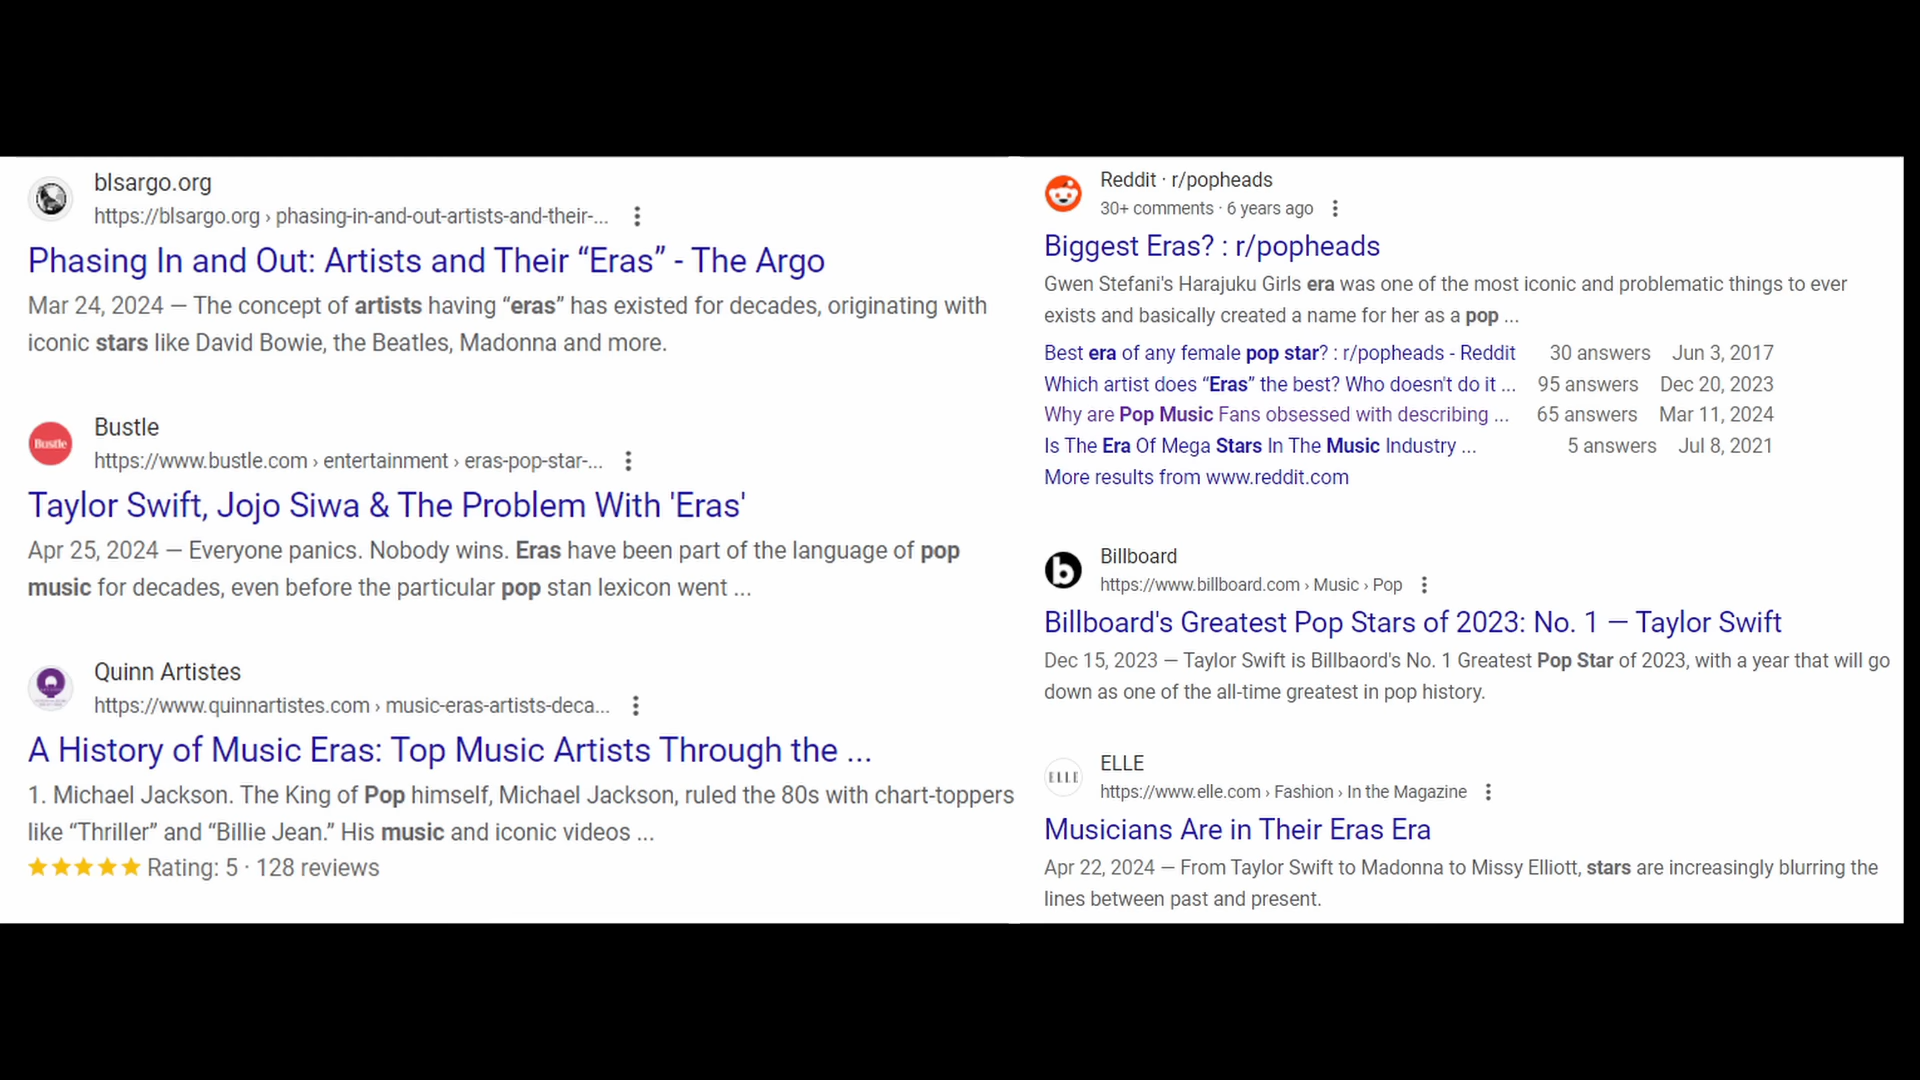 blsargo.org
https://blsargo.org › phasing-in-and-out-artists-and-their-...
Phasing In and Out: Artists and Their “Eras” - The Argo
Mar 24, 2024 — The concept of artists having “eras” has existed for decades, originating with
iconic stars like David Bowie, the Beatles, Madonna and more.
Bustle
Bustle
https://www.bustle.com › entertainment › eras-pop-star-...
Taylor Swift, Jojo Siwa & The Problem With 'Eras'
Apr 25, 2024 — Everyone panics. Nobody wins. Eras have been part of the language of pop
music for decades, even before the particular pop stan lexicon went ...
Quinn Artistes
https://www.quinnartistes.com › music-eras-artists-deca...
A History of Music Eras: Top Music Artists Through the ...
1. Michael Jackson. The King of Pop himself, Michael Jackson, ruled the 80s with chart-toppers
like “Thriller” and “Billie Jean.” His music and iconic videos ...
Rating: 5 · 128 reviews
Reddit · r/popheads
30+ comments · 6 years ago
Biggest Eras? : r/popheads
Gwen Stefani's Harajuku Girls era was one of the most iconic and problematic things to ever
exists and basically created a name for her as a pop ...
Best era of any female pop star? : r/popheads - Reddit 30 answers Jun 3, 2017
Which artist does “Eras” the best? Who doesn't do it ... 95 answers Dec 20, 2023
Why are Pop Music Fans obsessed with describing ... 65 answers Mar 11, 2024
Is The Era Of Mega Stars In The Music Industry ... 5 answers Jul 8, 2021
More results from www.reddit.com
b
Billboard
https://www.billboard.com › Music › Pop
Billboard's Greatest Pop Stars of 2023: No. 1 — Taylor Swift
Dec 15, 2023 — Taylor Swift is Billbaord's No. 1 Greatest Pop Star of 2023, with a year that will go
down as one of the all-time greatest in pop history.
ELLE
ELLE
https://www.elle.com › Fashion › In the Magazine
Musicians Are in Their Eras Era
Apr 22, 2024 — From Taylor Swift to Madonna to Missy Elliott, stars are increasingly blurring the
lines between past and present.